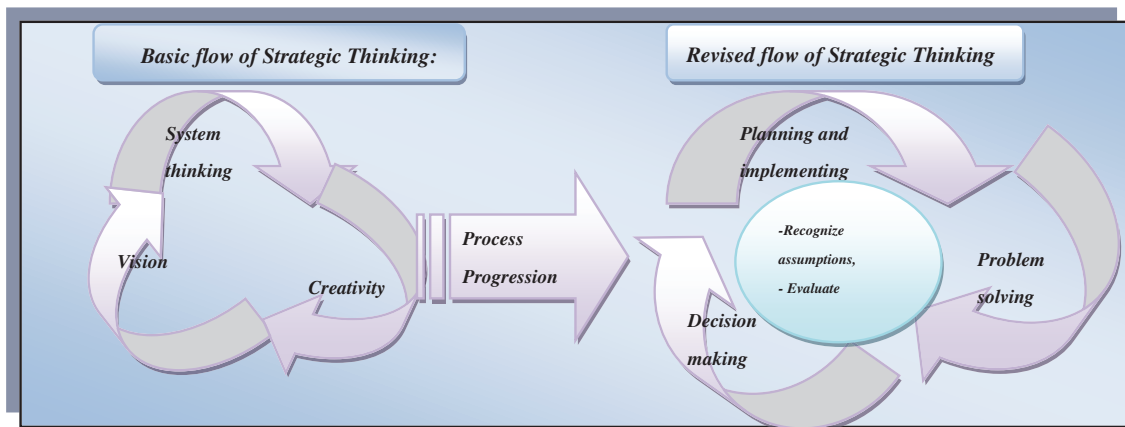 Basic flow of Strategic Thinking:
System
thinking
Vision
Creativity
Process
Progression
Revised flow of Strategic Thinking
Planning and
implementing
-Recognize
assumptions,
- Evaluate
Problem
solving
Decision
making